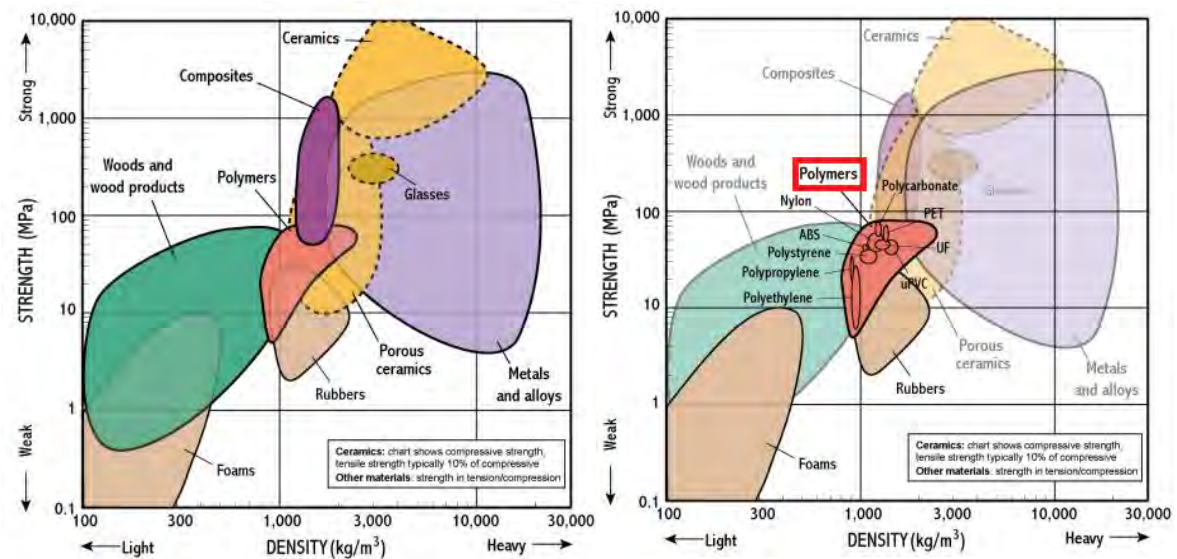 10,000
1,000
100
10
1
0.1
Strong
STRENGTH (MPa)
Weak
Ceramics
Composites
Woods and
wood products
Polymers
Glasses
Porous
ceramics
Rubbers
Metals
and alloys
Foams
Ceramics: chart shows compressive strength,
tensile strength typically 10% of compressive
Other materials: strength in tension/compression
100
300
1,000
3,000
10,000
30,000
Light
DENSITY (kg/m³)
Heavy
10,000
1,000
100
10
1
0.1
Strong
STRENGTH (MPa)
Weak
Ceramics
Composites
Woods and
wood products
Polymers
Polycarbonate
Nylon
PET
ABS
UF
Polystyrene
Polypropylene
uPVC
Polyethylene
Porous
ceramics
Rubbers
Metals
and alloys
Foams
Ceramics: chart shows compressive strength,
tensile strength typically 10% of compressive
Other materials: strength in tension/compression
100
300
1,000
3,000
10,000
30,000
Light
DENSITY (kg/m³)
Heavy